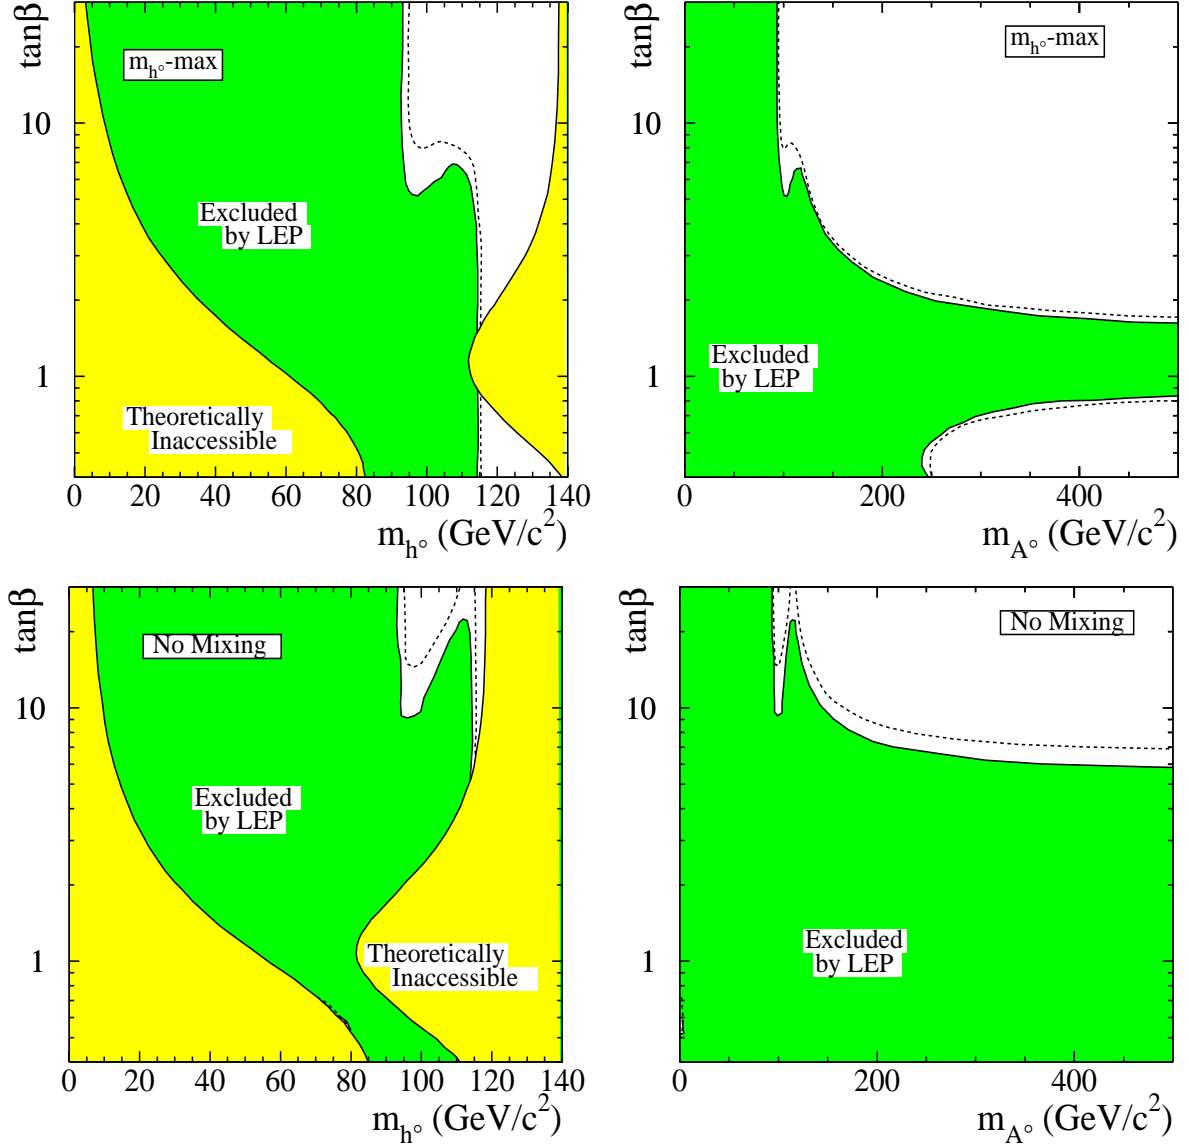 tanβ
10
1
m_h°-max
Excluded
by LEP
Theoretically
Inaccessible
0 20 40 60 80 100 120 140
m_h° (GeV/c²)
tanβ
10
1
m_h°-max
Excluded
by LEP
0 200 400
m_A° (GeV/c²)
tanβ
10
1
No Mixing
Excluded
by LEP
Theoretically
Inaccessible
0 20 40 60 80 100 120 140
m_h° (GeV/c²)
tanβ
10
1
No Mixing
Excluded
by LEP
0 200 400
m_A° (GeV/c²)